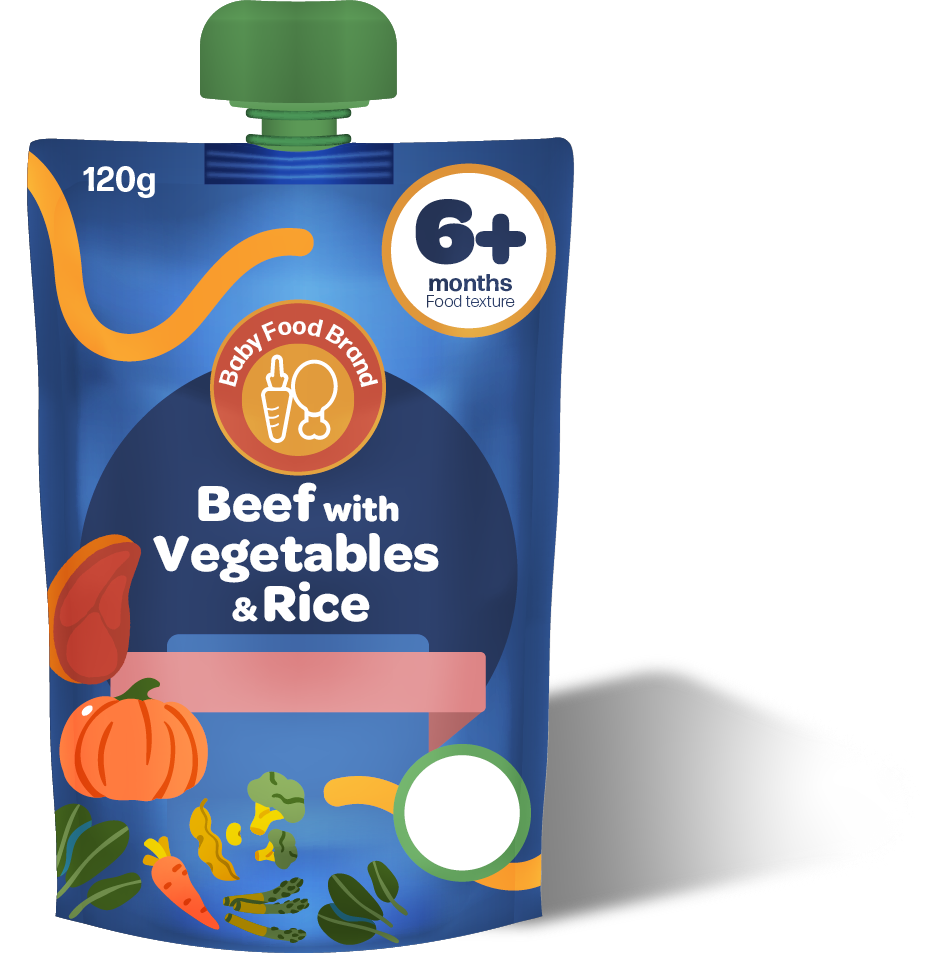 120g
6+
months
Food texture
Baby Food Brand
Beef with
Vegetables
& Rice